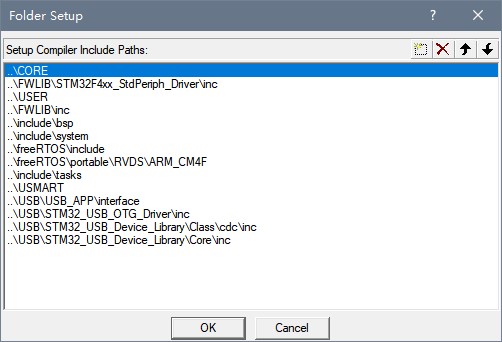 Folder Setup
Setup Compiler Include Paths:
..\CORE
..\FWLIB\STM32F4xx_StdPeriph_Driver\inc
..\USER
..\FWLIB\inc
..\include\bsp
..\include\system
..\freeRTOS\include
..\freeRTOS\portable\RVDS\ARM_CM4F
..\include\tasks
..\USMART
..\USB\USB_APP\interface
..\USB\STM32_USB_OTG_Driver\inc
..\USB\STM32_USB_Device_Library\Class\cdc\inc
..\USB\STM32_USB_Device_Library\Core\inc
OK Cancel